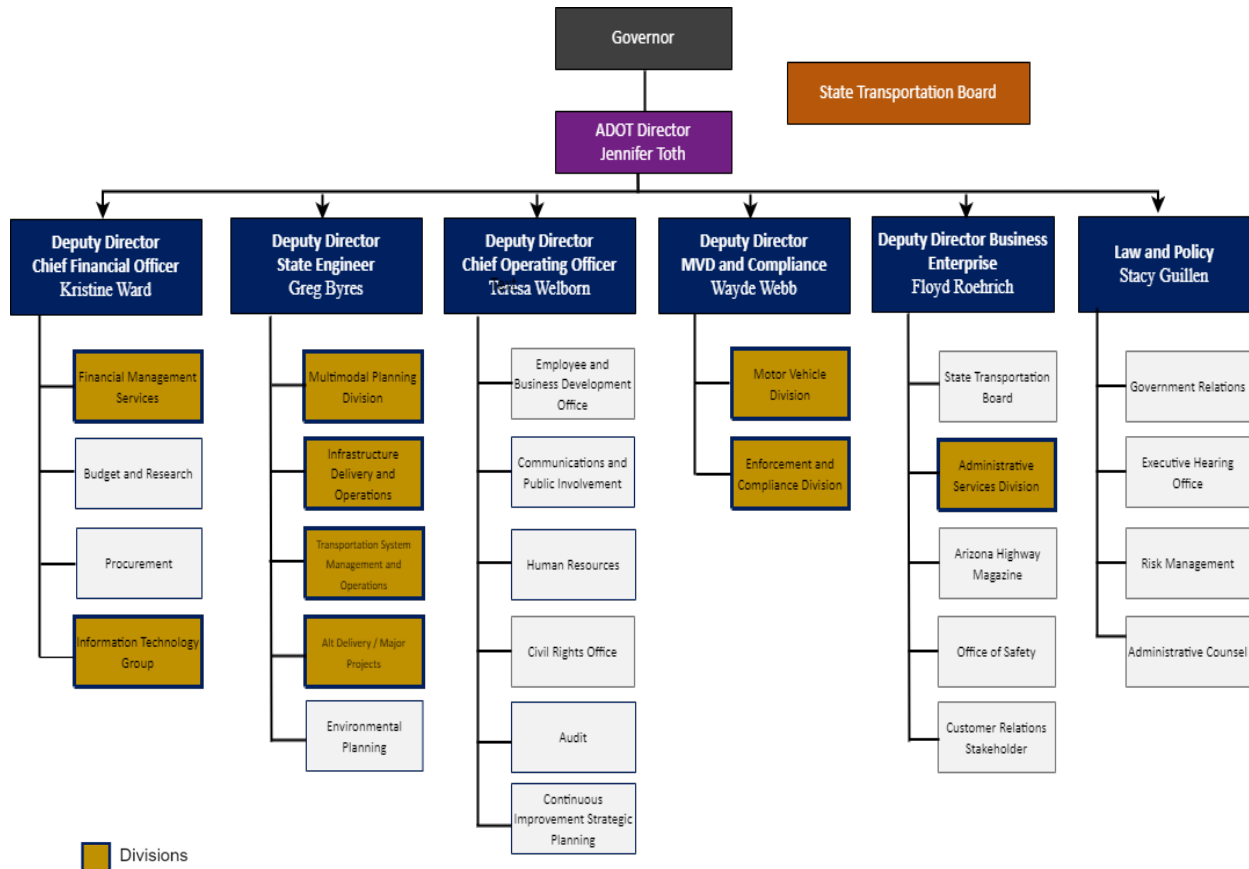 Governor
State Transportation Board
ADOT Director
Jennifer Toth
Deputy Director
Chief Financial Officer
Kristine Ward
Deputy Director
State Engineer
Greg Byres
Deputy Director
Chief Operating Officer
Teresa Welborn
Deputy Director
MVD and Compliance
Wayde Webb
Deputy Director Business
Enterprise
Floyd Roehrich
Law and Policy
Stacy Guillen
Financial Management
Services
Budget and Research
Procurement
Information Technology
Group
Multimodal Planning
Division
Infrastructure
Delivery and
Operations
Transportation System
Management and
Operations
Alt Delivery / Major
Projects
Environmental
Planning
Employee and
Business Development
Office
Communications and
Public Involvement
Human Resources
Civil Rights Office
Audit
Continuous
Improvement Strategic
Planning
Motor Vehicle
Division
Enforcement and
Compliance Division
State Transportation
Board
Administrative
Services Division
Arizona Highway
Magazine
Office of Safety
Customer Relations
Stakeholder
Government Relations
Executive Hearing
Office
Risk Management
Administrative Counsel
Divisions